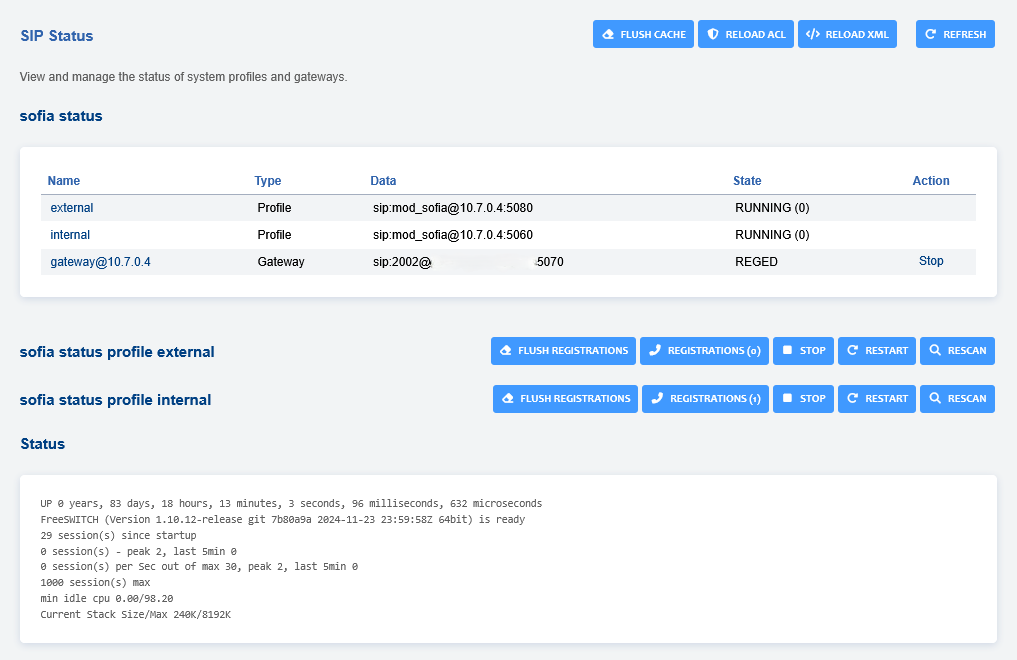 SIP Status
FLUSH CACHE
RELOAD ACL
RELOAD XML
REFRESH
View and manage the status of system profiles and gateways.
sofia status
Name Type Data State Action
external Profile sip:mod_sofia@10.7.0.4:5080 RUNNING (0)
internal Profile sip:mod_sofia@10.7.0.4:5060 RUNNING (0)
gateway@10.7.0.4 Gateway sip:2002@ 5070 REGED Stop
sofia status profile external
FLUSH REGISTRATIONS
REGISTRATIONS (0)
STOP
RESTART
RESCAN
sofia status profile internal
FLUSH REGISTRATIONS
REGISTRATIONS (1)
STOP
RESTART
RESCAN
Status
UP 0 years, 83 days, 18 hours, 13 minutes, 3 seconds, 96 milliseconds, 632 microseconds
FreeSWITCH (Version 1.10.12-release git 7b80a9a 2024-11-23 23:59:58Z 64bit) is ready
29 session(s) since startup
0 session(s) - peak 2, last 5min 0
0 session(s) per Sec out of max 30, peak 2, last 5min 0
1000 session(s) max
min idle cpu 0.00/98.20
Current Stack Size/Max 240K/8192K